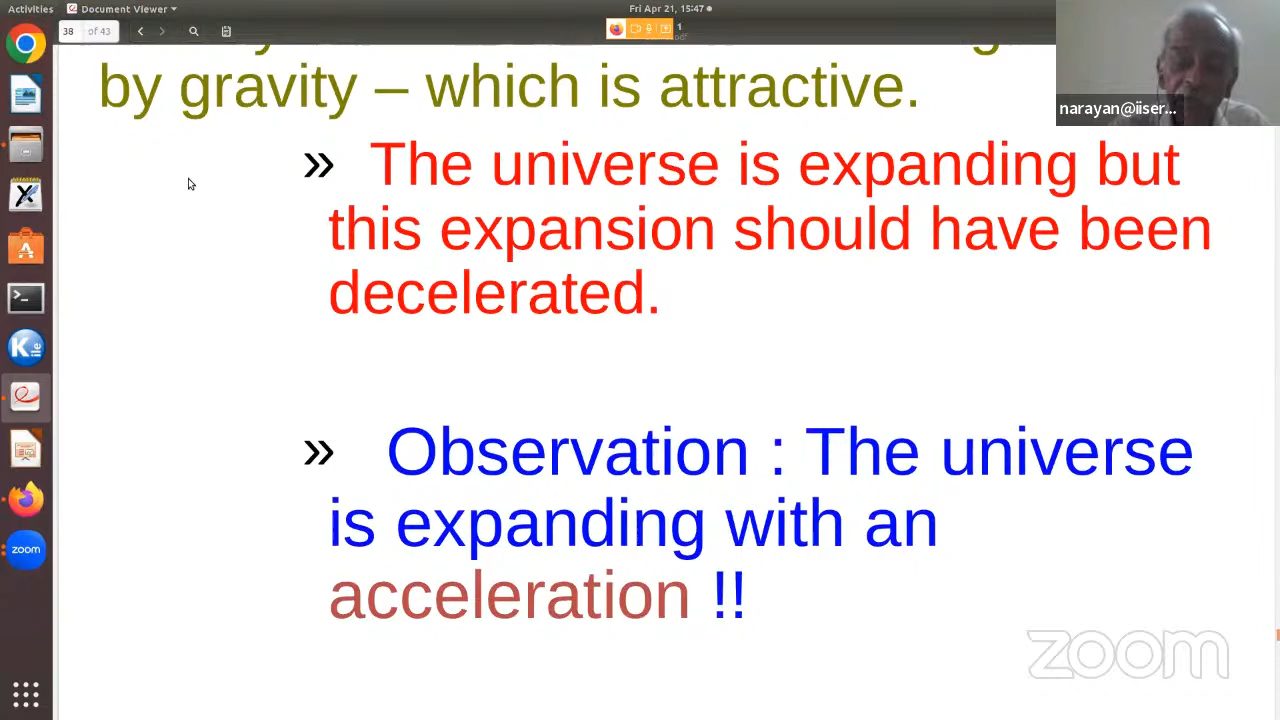 Activities Document Viewer Fri Apr 21, 15:47
38 of 43
1
by gravity – which is attractive.
narayan@iiser...
» The universe is expanding but
this expansion should have been
decelerated.
» Observation : The universe
is expanding with an
acceleration !!
zoom
zoom